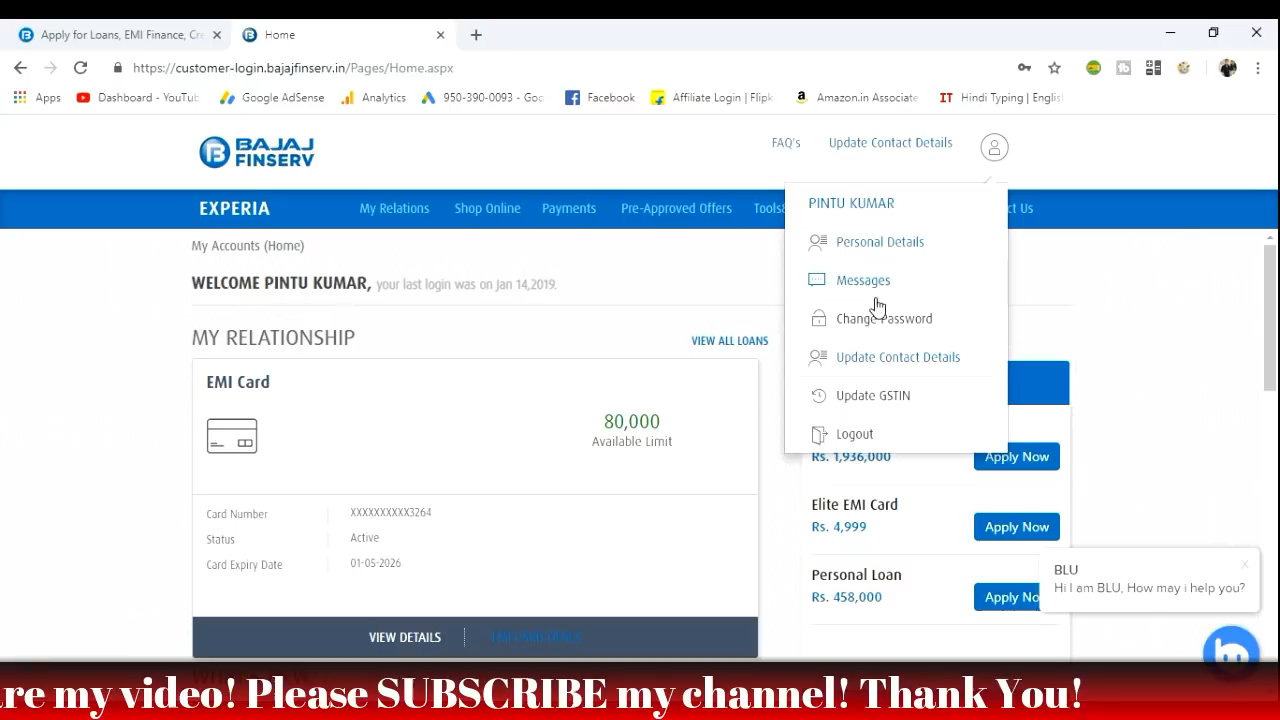 Apply for Loans, EMI Finance, Cre
Home
https://customer-login.bajajfinserv.in/Pages/Home.aspx
Apps
Dashboard - YouTub
Google AdSense
Analytics
950-390-0093 - Goo
Facebook
Affiliate Login | Flipk
Amazon.in Associate
IT Hindi Typing | Englis
BAJAJ
FINSERV
FAQ's
Update Contact Details
EXPERIA
My Relations
Shop Online
Payments
Pre-Approved Offers
Tools&
ct Us
PINTU KUMAR
Personal Details
Messages
Change Password
Update Contact Details
Update GSTIN
Logout
My Accounts (Home)
WELCOME PINTU KUMAR, your last login was on Jan 14,2019.
MY RELATIONSHIP
VIEW ALL LOANS
EMI Card
80,000
Available Limit
Card Number XXXXXXXXXX3264
Status Active
Card Expiry Date 01-05-2026
VIEW DETAILS
Rs. 1,936,000
Apply Now
Elite EMI Card
Rs. 4,999
Apply Now
Personal Loan
Rs. 458,000
Apply No
BLU
Hi I am BLU, How may i help you?
are my video! Please SUBSCRIBE my channel! Thank You!